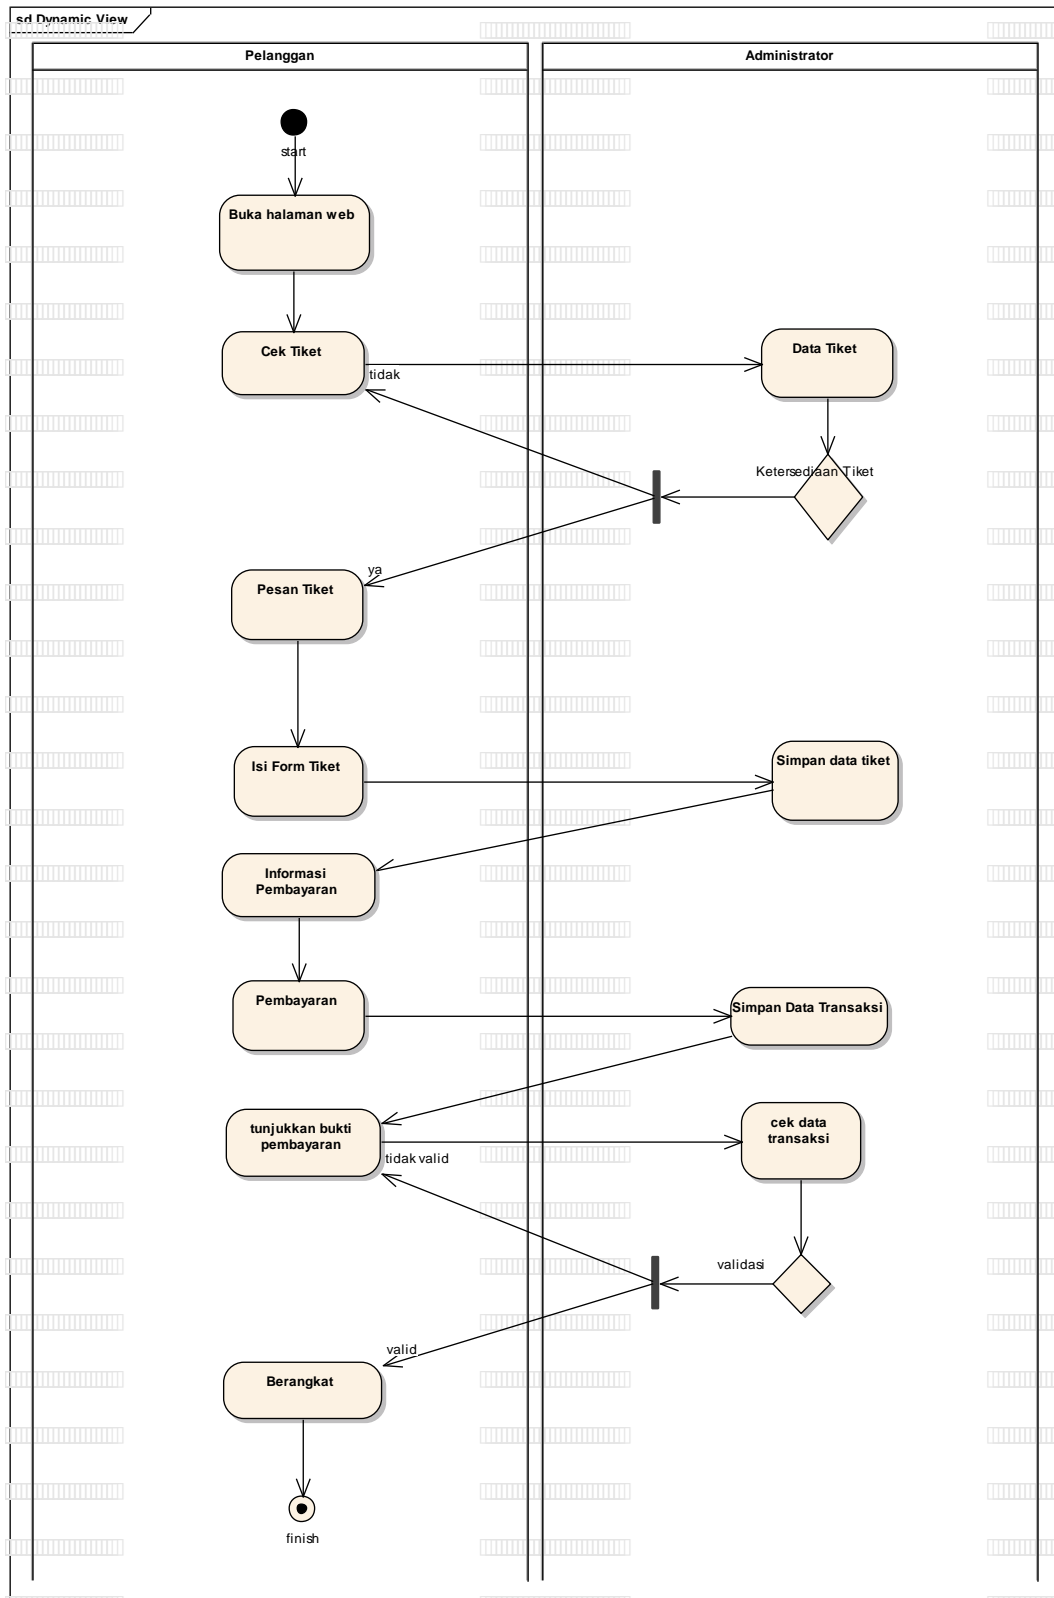 sd Dynamic View
Pelanggan
Administrator
start
Buka halaman web
Cek Tiket
Data Tiket
tidak
Ketersediaan Tiket
ya
Pesan Tiket
Isi Form Tiket
Simpan data tiket
Informasi
Pembayaran
Pembayaran
Simpan Data Transaksi
tunjukkan bukti
pembayaran
cek data
transaksi
tidak valid
validasi
valid
Berangkat
finish